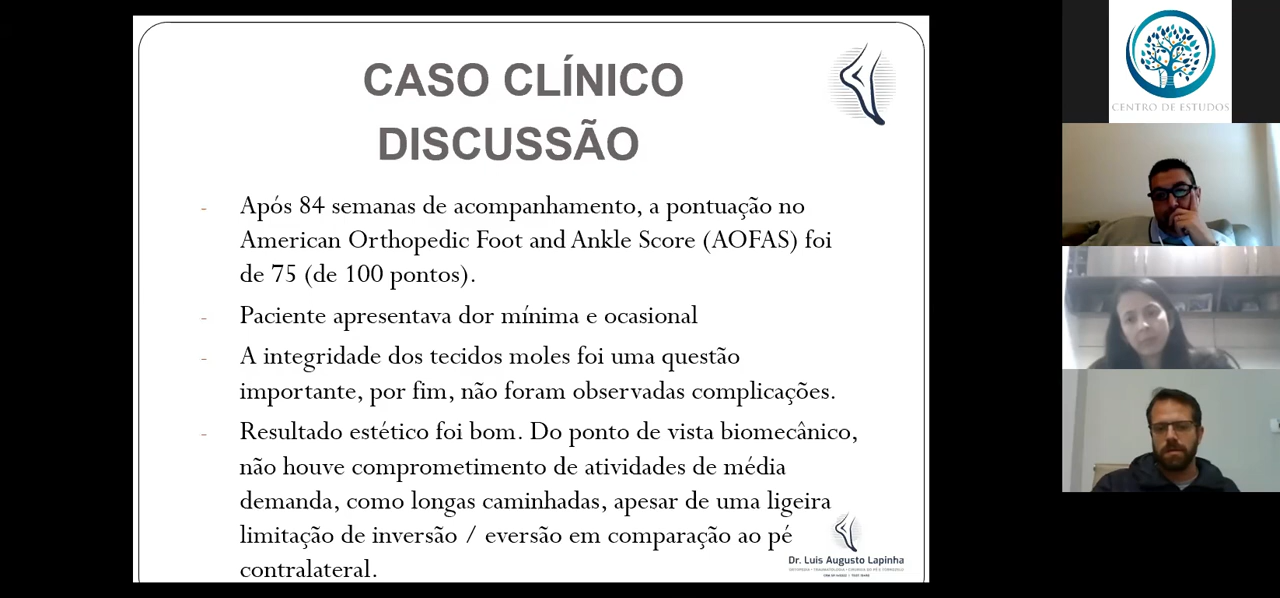 CASO CLÍNICO
DISCUSSÃO
- Após 84 semanas de acompanhamento, a pontuação no
American Orthopedic Foot and Ankle Score (AOFAS) foi
de 75 (de 100 pontos).
- Paciente apresentava dor mínima e ocasional
- A integridade dos tecidos moles foi uma questão
importante, por fim, não foram observadas complicações.
- Resultado estético foi bom. Do ponto de vista biomecânico,
não houve comprometimento de atividades de média
demanda, como longas caminhadas, apesar de uma ligeira
limitação de inversão / eversão em comparação ao pé
contralateral.
Dr. Luis Augusto Lapinha
CENTRO DE ESTUDOS